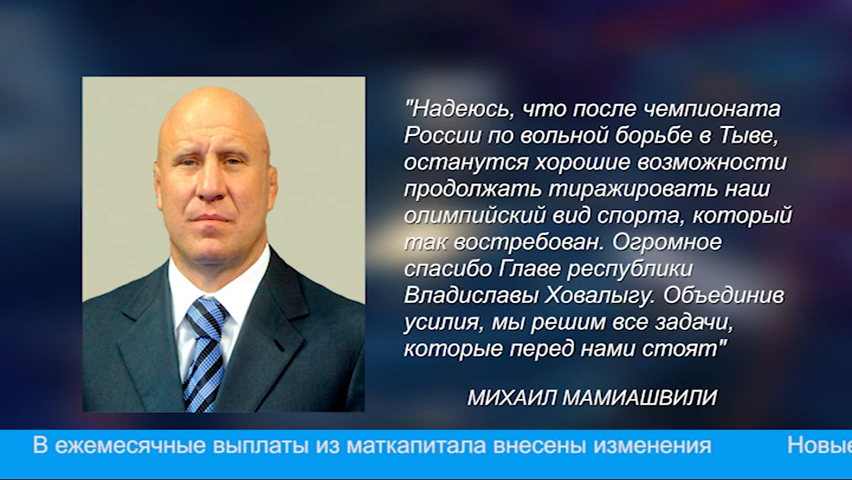 "Надеюсь, что после чемпионата
России по вольной борьбе в Тыве,
останутся хорошие возможности
продолжать тиражировать наш
олимпийский вид спорта, который
так востребован. Огромное
спасибо Главе республики
Владиславы Ховалыгу. Объединив
усилия, мы решим все задачи,
которые перед нами стоят"
МИХАИЛ МАМИАШВИЛИ
В ежемесячные выплаты из маткапитала внесены изменения Новые